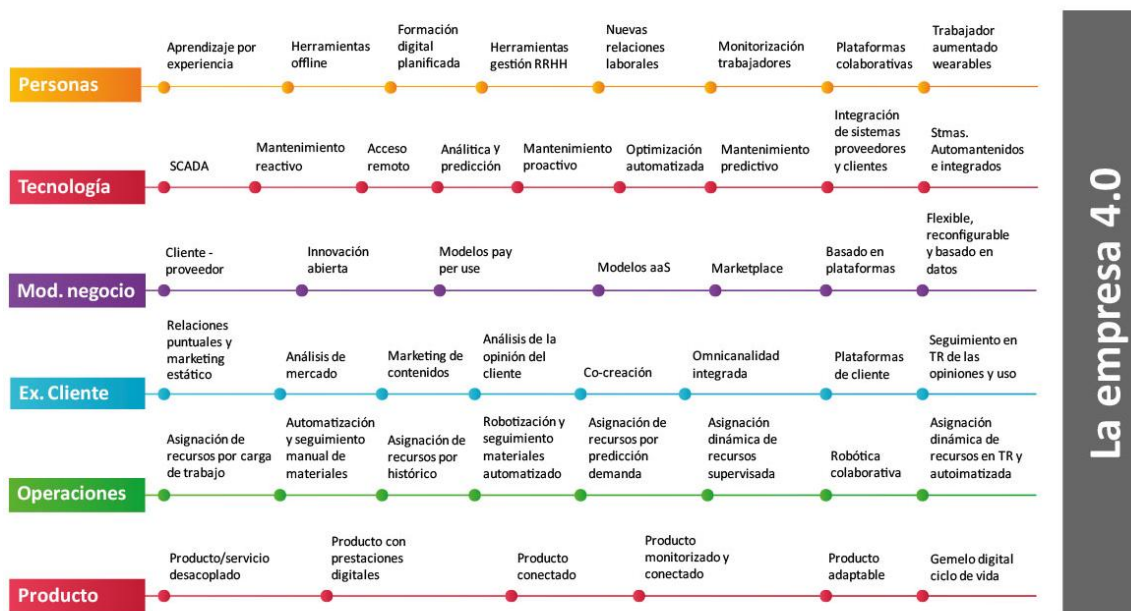 Aprendizaje por
experiencia
Herramientas
offline
Formación
digital
planificada
Herramientas
gestión RRHH
Nuevas
relaciones
laborales
Monitorización
trabajadores
Plataformas
colaborativas
Trabajador
aumentado
wearables
Personas
SCADA
Mantenimiento
reactivo
Acceso
remoto
Análitica y
predicción
Mantenimiento
proactivo
Optimización
automatizada
Mantenimiento
predictivo
Integración
de sistemas
proveedores
y clientes
Stmas.
Automantenidos
e integrados
Tecnología
Cliente -
proveedor
Innovación
abierta
Modelos pay
per use
Modelos aaS
Marketplace
Basado en
plataformas
Flexible,
reconfigurable
y basado en
datos
Mod. negocio
Relaciones
puntuales y
marketing
estático
Análisis de
mercado
Marketing de
contenidos
Análisis de la
opinión del
cliente
Co-creación
Omnicanalidad
integrada
Plataformas
de cliente
Seguimiento en
TR de las
opiniones y uso
Ex. Cliente
Asignación de
recursos por carga
de trabajo
Automatización
y seguimiento
manual de
materiales
Asignación de
recursos por
histórico
Robotización y
seguimiento
materiales
automatizado
Asignación de
recursos por
predicción
demanda
Asignación
dinámica de
recursos
supervisada
Robótica
colaborativa
Asignación
dinámica de
recursos en TR y
autoimatizada
Operaciones
Producto/servicio
desacoplado
Producto con
prestaciones
digitales
Producto
conectado
Producto
monitorizado y
conectado
Producto
adaptable
Gemelo digital
ciclo de vida
Producto
La empresa 4.0